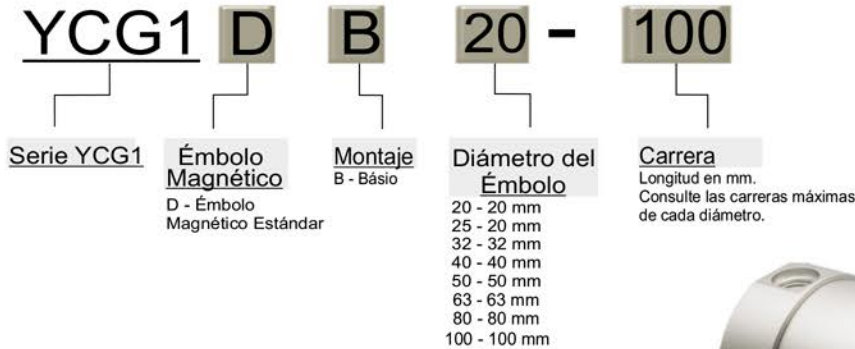 YCG1 D B 20 - 100
Serie YCG1
Émbolo
Magnético
D - Émbolo
Magnético Estándar
Montaje
B - Básio
Diámetro del
Émbolo
20 - 20 mm
25 - 20 mm
32 - 32 mm
40 - 40 mm
50 - 50 mm
63 - 63 mm
80 - 80 mm
100 - 100 mm
Carrera
Longitud en mm.
Consulte las carreras máximas
de cada diámetro.